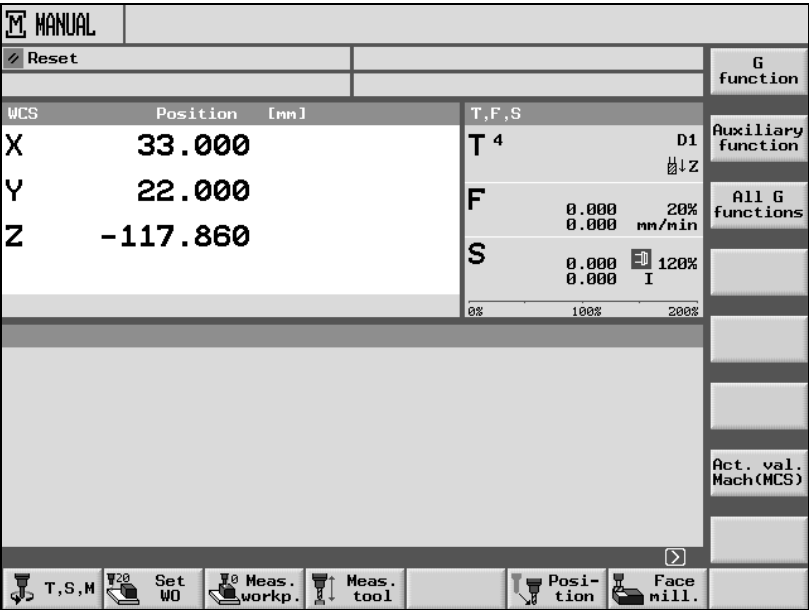 M MANUAL
Reset
WCS Position [mm]
X 33.000
Y 22.000
Z -117.860
T,F,S
T 4 D1
Z
F 0.000 20%
0.000 mm/min
S 0.000 120%
0.000 I
0% 100% 200%
G
function
Auxiliary
function
All G
functions
Act. val.
Mach(MCS)
T,S,M
20 Set
WO
0 Meas.
workp.
Meas.
tool
Posi-
tion
Face
mill.